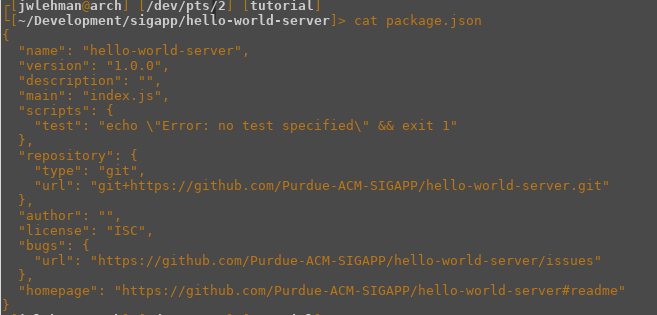 ┌[jwlehman@arch] [/dev/pts/2] [tutorial]
└[~/Development/sigapp/hello-world-server]> cat package.json
{
  "name": "hello-world-server",
  "version": "1.0.0",
  "description": "",
  "main": "index.js",
  "scripts": {
    "test": "echo \"Error: no test specified\" && exit 1"
  },
  "repository": {
    "type": "git",
    "url": "git+https://github.com/Purdue-ACM-SIGAPP/hello-world-server.git"
  },
  "author": "",
  "license": "ISC",
  "bugs": {
    "url": "https://github.com/Purdue-ACM-SIGAPP/hello-world-server/issues"
  },
  "homepage": "https://github.com/Purdue-ACM-SIGAPP/hello-world-server#readme"
}